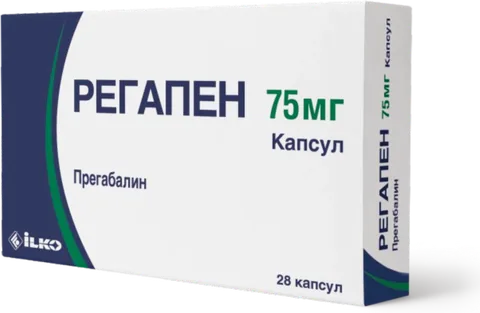 РЕГАПЕН 75мг
Капсул
Прегабалин
İLKO
28 капсул
РЕГАПЕН 75мг
Капсул
Прегабалин